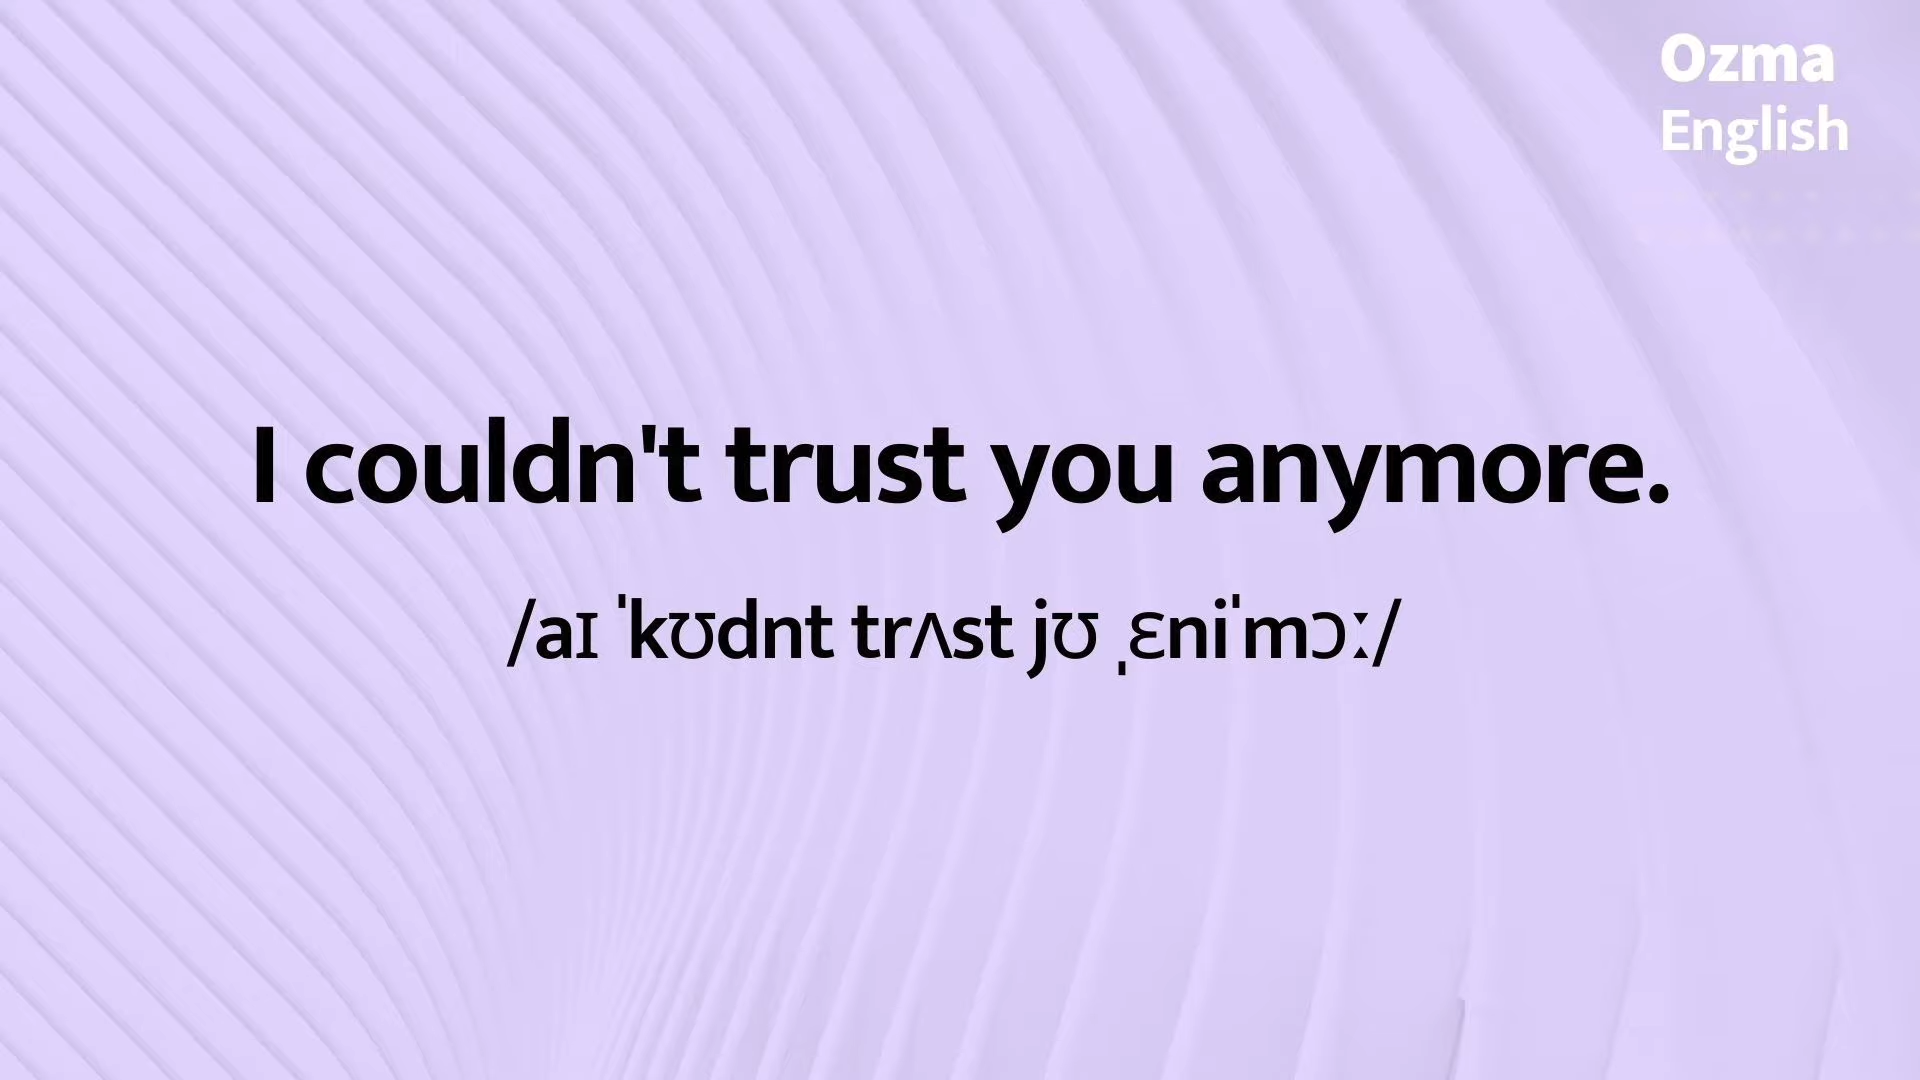 Ozma
English
I couldn't trust you anymore.
/aɪ ˈkʊdnt trʌst jʊ ˌɛniˈmɔː/